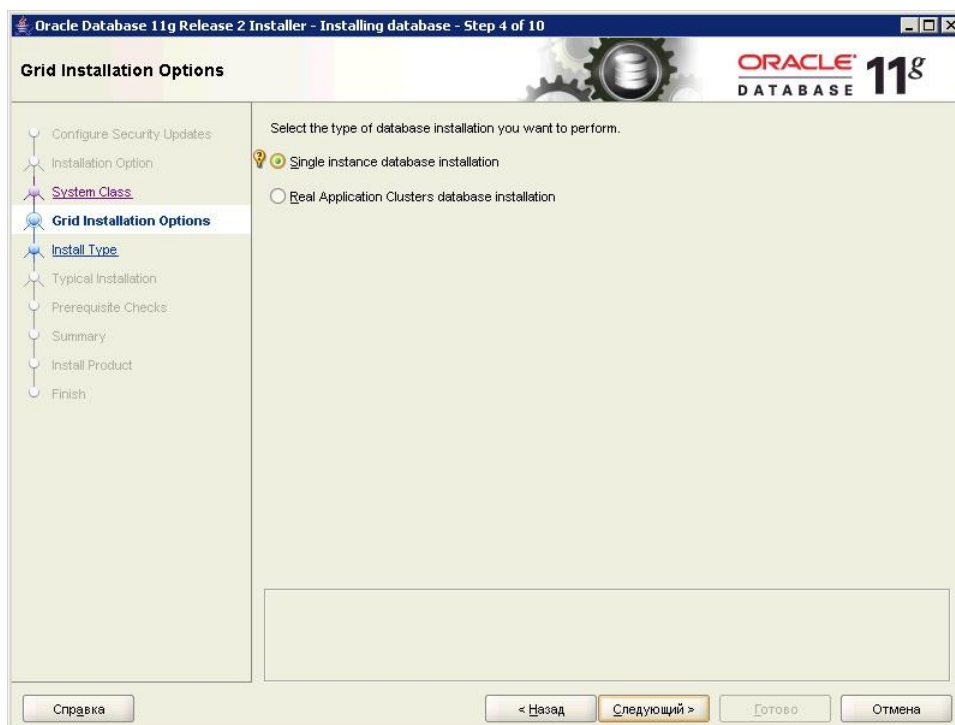 Oracle Database 11g Release 2 Installer - Installing database - Step 4 of 10
Grid Installation Options
ORACLE
DATABASE 11g
Configure Security Updates
Installation Option
System Class
Grid Installation Options
Install Type
Typical Installation
Prerequisite Checks
Summary
Install Product
Finish
Select the type of database installation you want to perform.
Single instance database installation
Real Application Clusters database installation
Справка
< Назад
Следующий >
Готово
Отмена